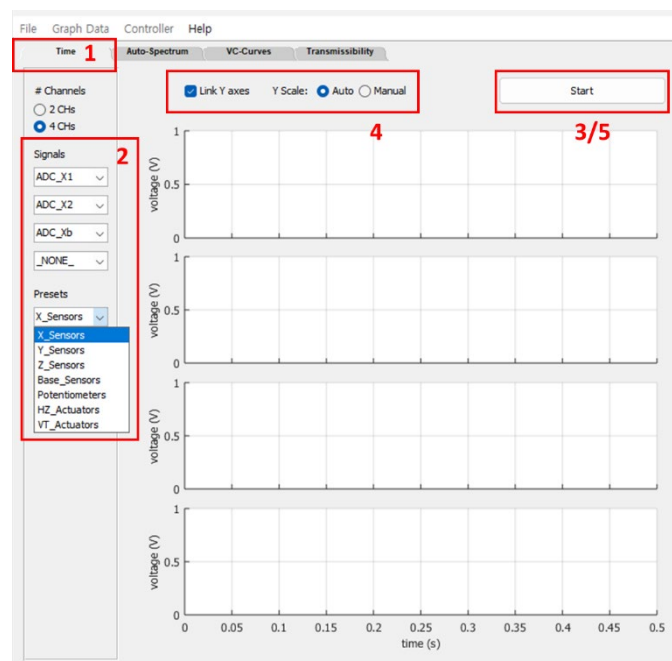 File Graph Data Controller Help
Time 1 Auto-Spectrum VC-Curves Transmissibility
# Channels
2 CHs
4 CHs
Signals 2
ADC_X1
ADC_X2
ADC_Xb
_NONE_
Presets
X_Sensors
X_Sensors
Y_Sensors
Z_Sensors
Base_Sensors
Potentiometers
HZ_Actuators
VT_Actuators
Link Y axes Y Scale: Auto Manual
4
Start
3/5
1
0.5
0
voltage (V)
1
0.5
0
voltage (V)
1
0.5
0
voltage (V)
1
0.5
0
voltage (V)
0 0.05 0.1 0.15 0.2 0.25 0.3 0.35 0.4 0.45 0.5
time (s)